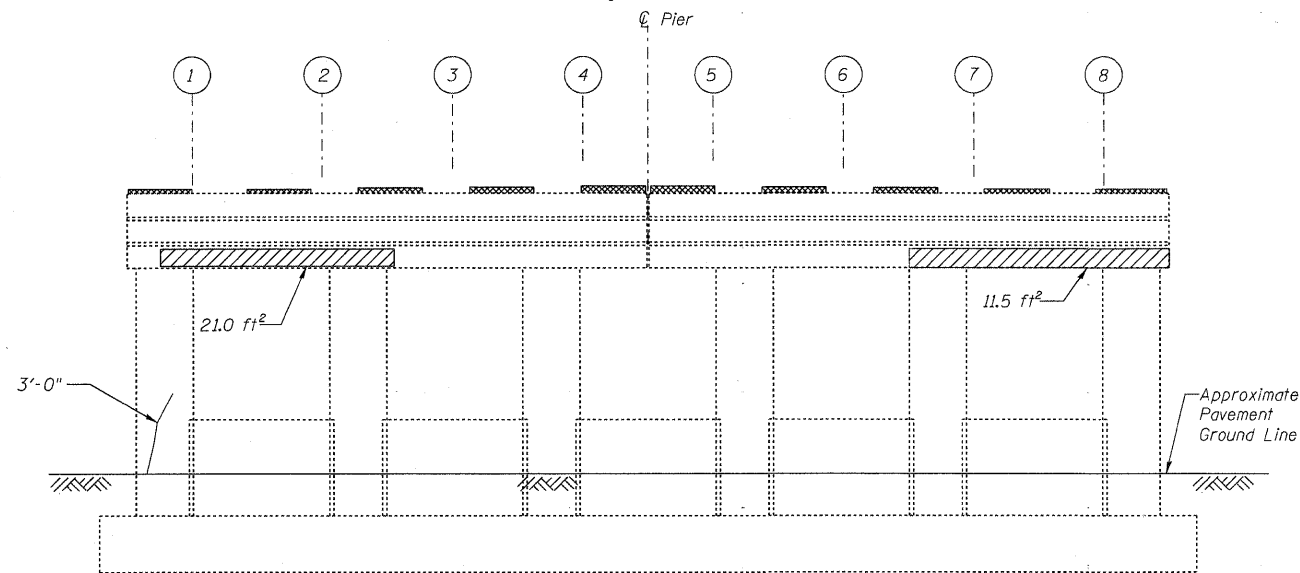 ℄ Pier
1 2 3 4 5 6 7 8
21.0 ft²
11.5 ft²
3'-0"
Approximate
Pavement
Ground Line